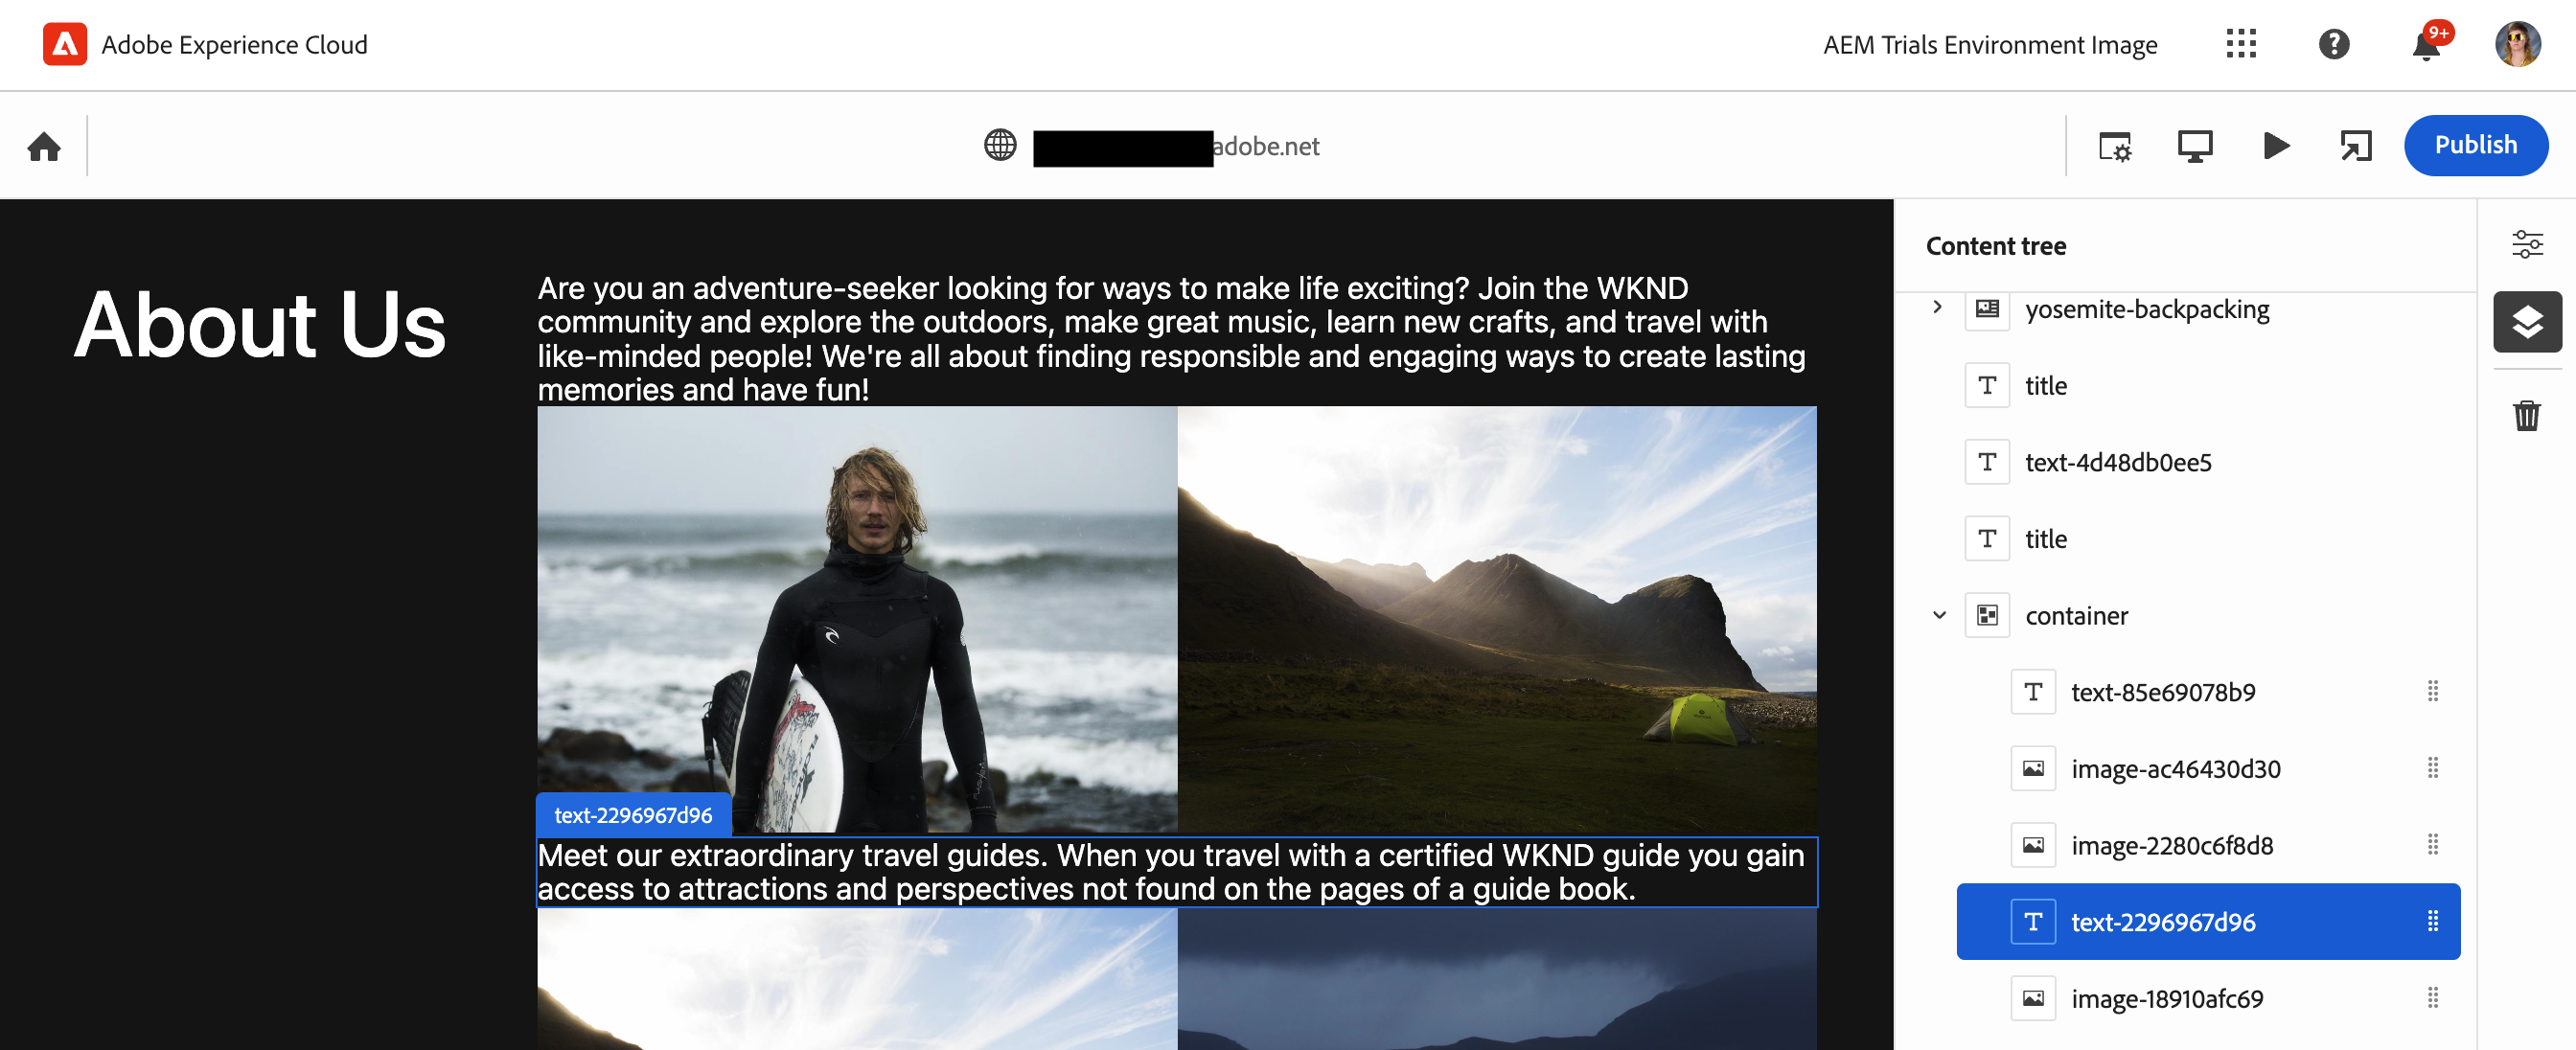 Adobe Experience Cloud
AEM Trials Environment Image
9+
adobe.net
Publish
About Us
Are you an adventure-seeker looking for ways to make life exciting? Join the WKND
community and explore the outdoors, make great music, learn new crafts, and travel with
like-minded people! We're all about finding responsible and engaging ways to create lasting
memories and have fun!
text-2296967d96
Meet our extraordinary travel guides. When you travel with a certified WKND guide you gain
access to attractions and perspectives not found on the pages of a guide book.
Content tree
yosemite-backpacking
title
text-4d48db0ee5
title
container
text-85e69078b9
image-ac46430d30
image-2280c6f8d8
text-2296967d96
image-18910afc69